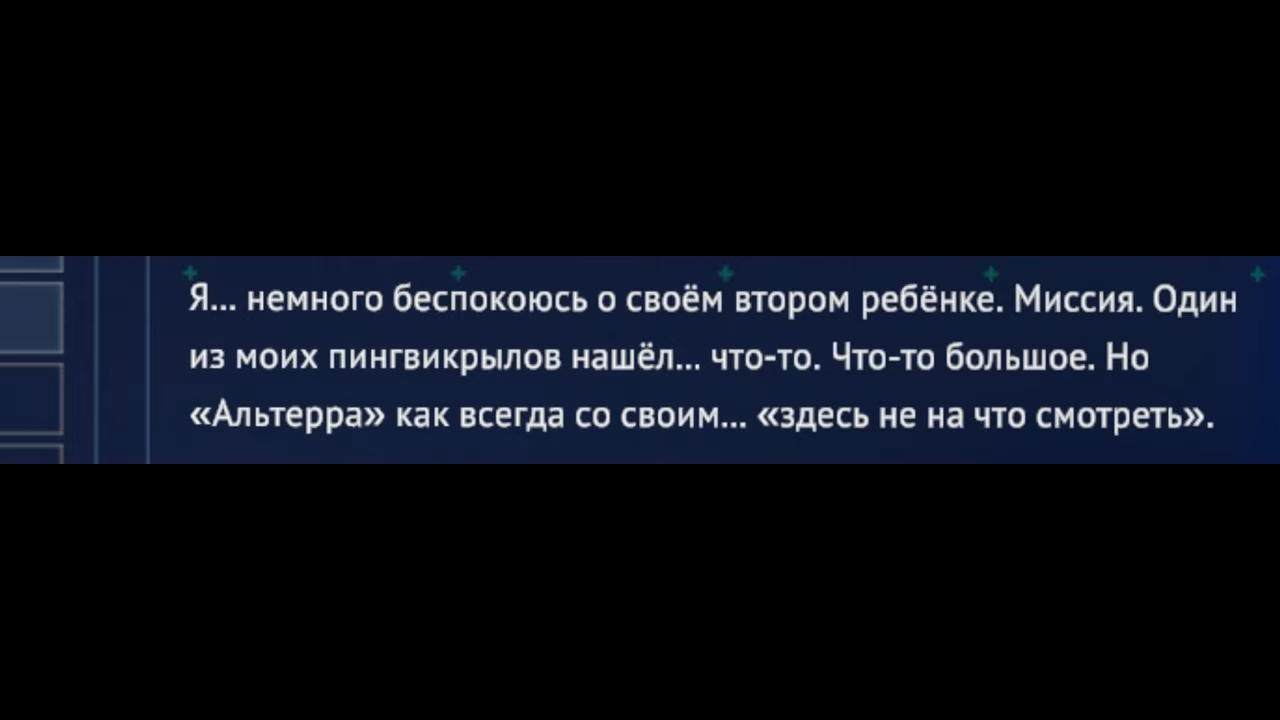 Я... немного беспокоюсь о своём втором ребёнке. Миссия. Один
из моих пингвикрылов нашёл... что-то. Что-то большое. Но
«Альтерра» как всегда со своим... «здесь не на что смотреть».